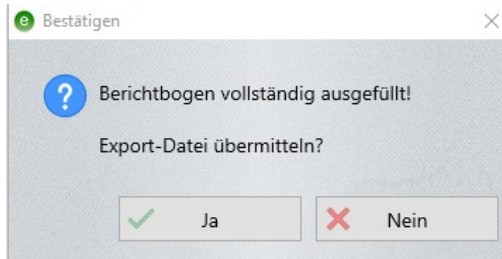 e Bestätigen
Berichtbogen vollständig ausgefüllt!
Export-Datei übermitteln?
Ja Nein